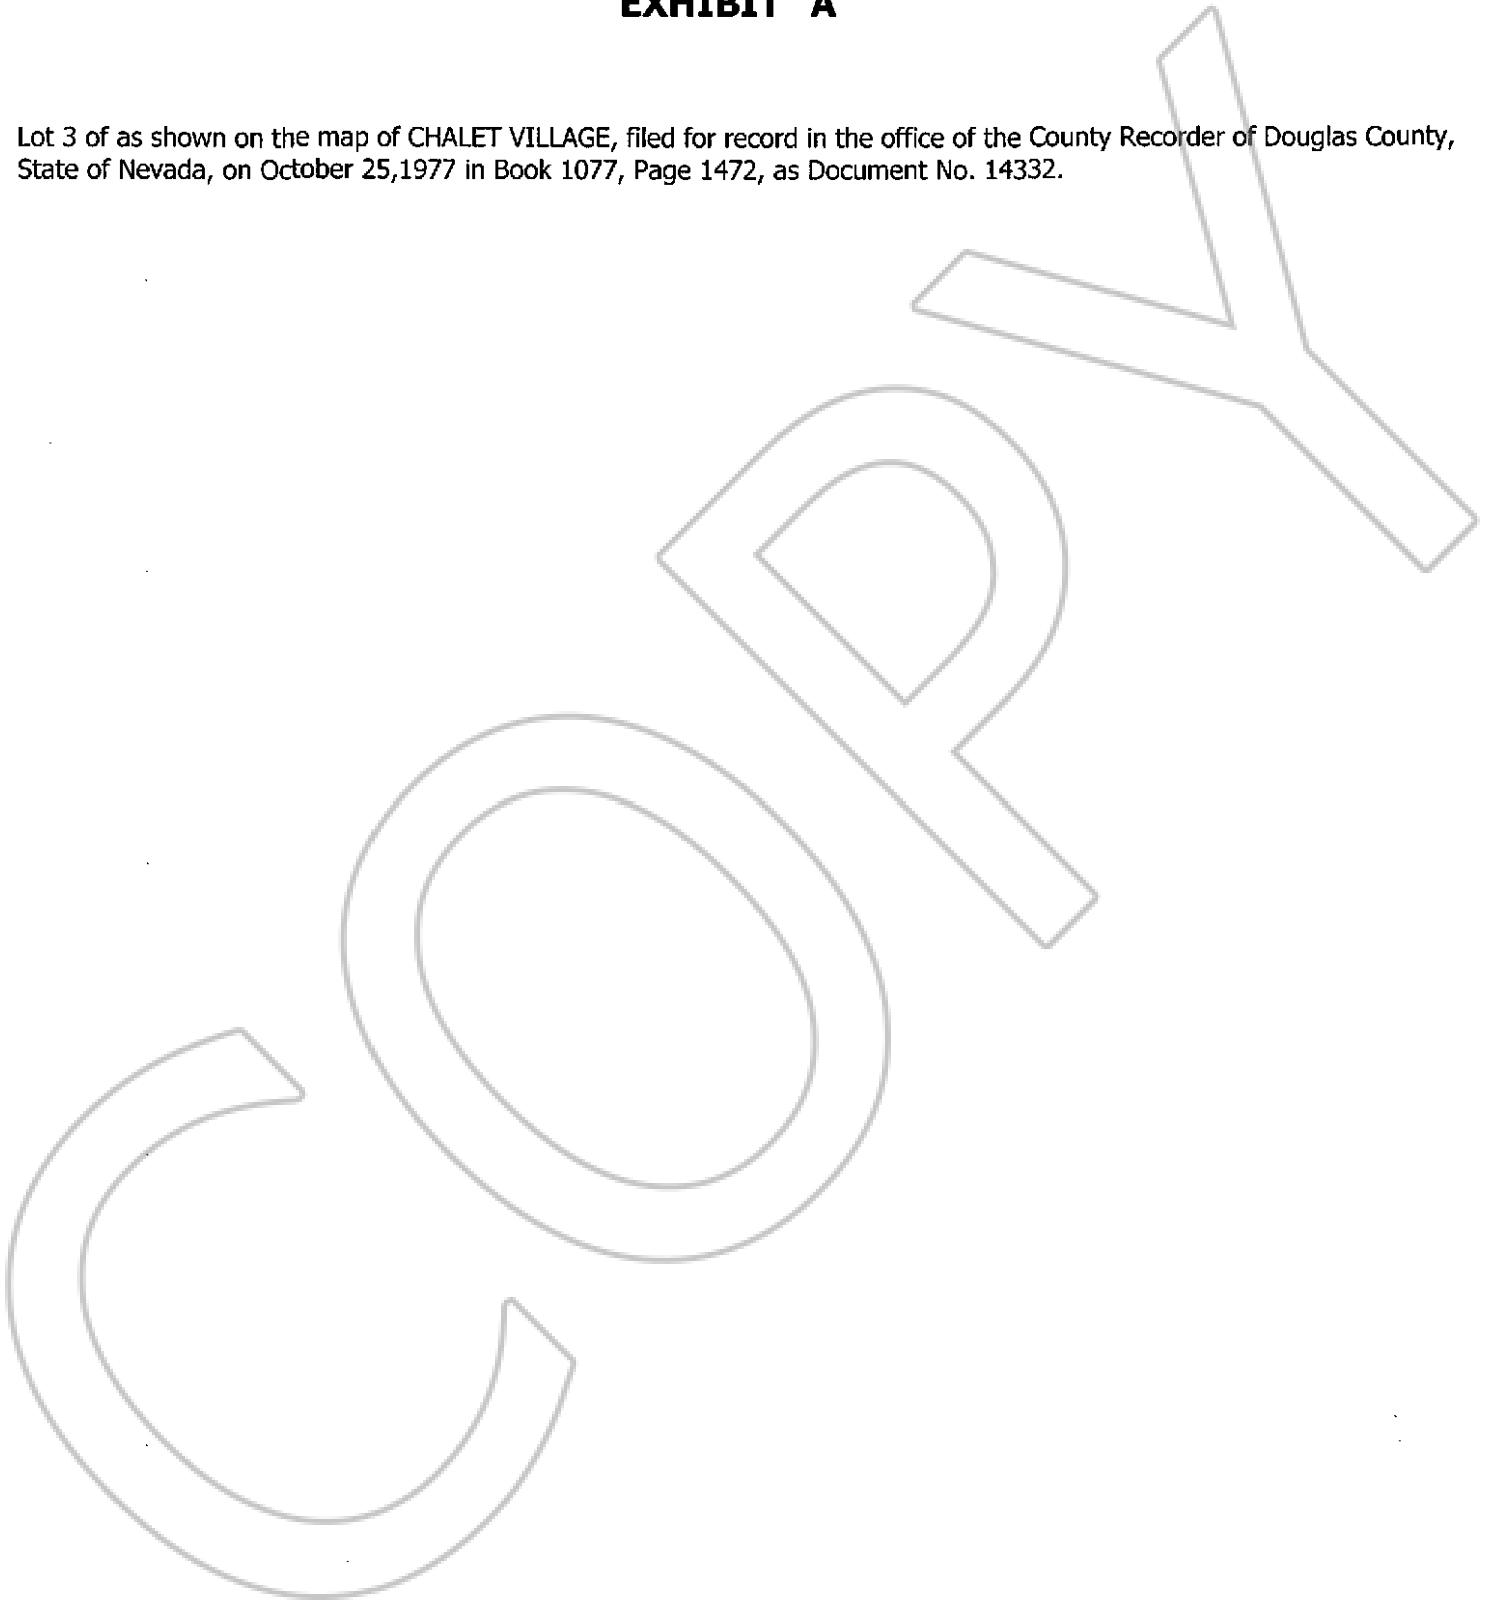 EXHIBIT A
Lot 3 of as shown on the map of CHALET VILLAGE, filed for record in the office of the County Recorder of Douglas County,
State of Nevada, on October 25,1977 in Book 1077, Page 1472, as Document No. 14332.
COPY